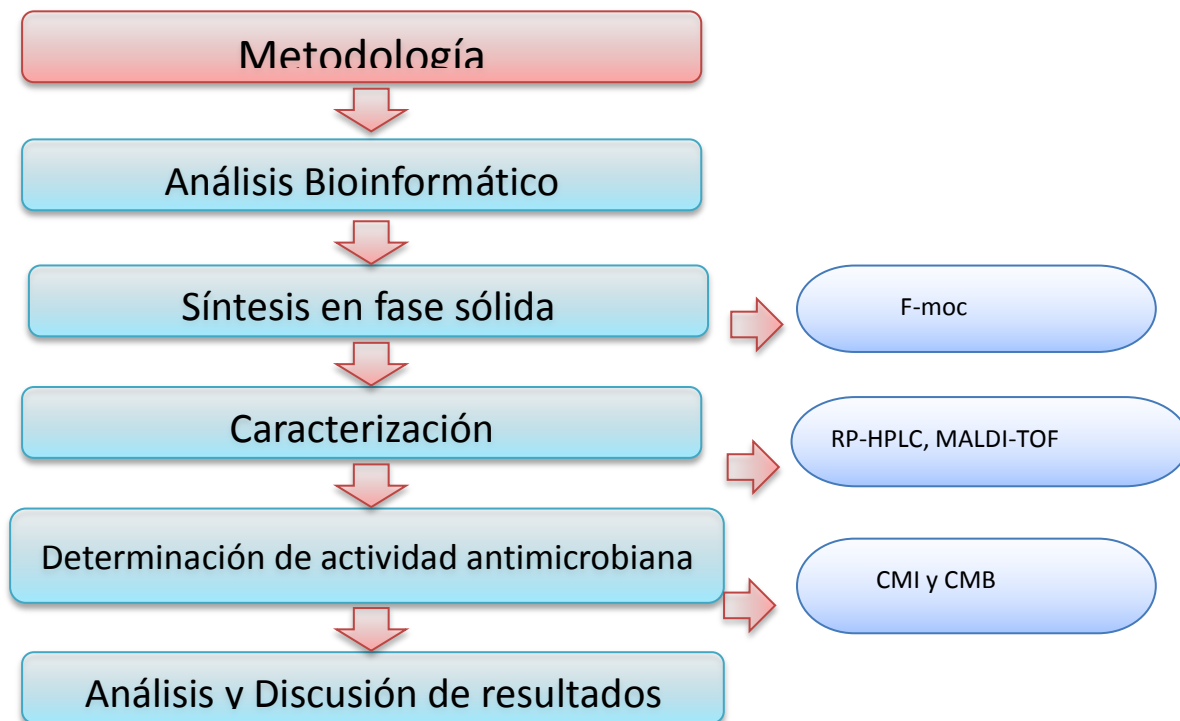 Metodología
Análisis Bioinformático
Síntesis en fase sólida
F-moc
Caracterización
RP-HPLC, MALDI-TOF
Determinación de actividad antimicrobiana
CMI y CMB
Análisis y Discusión de resultados